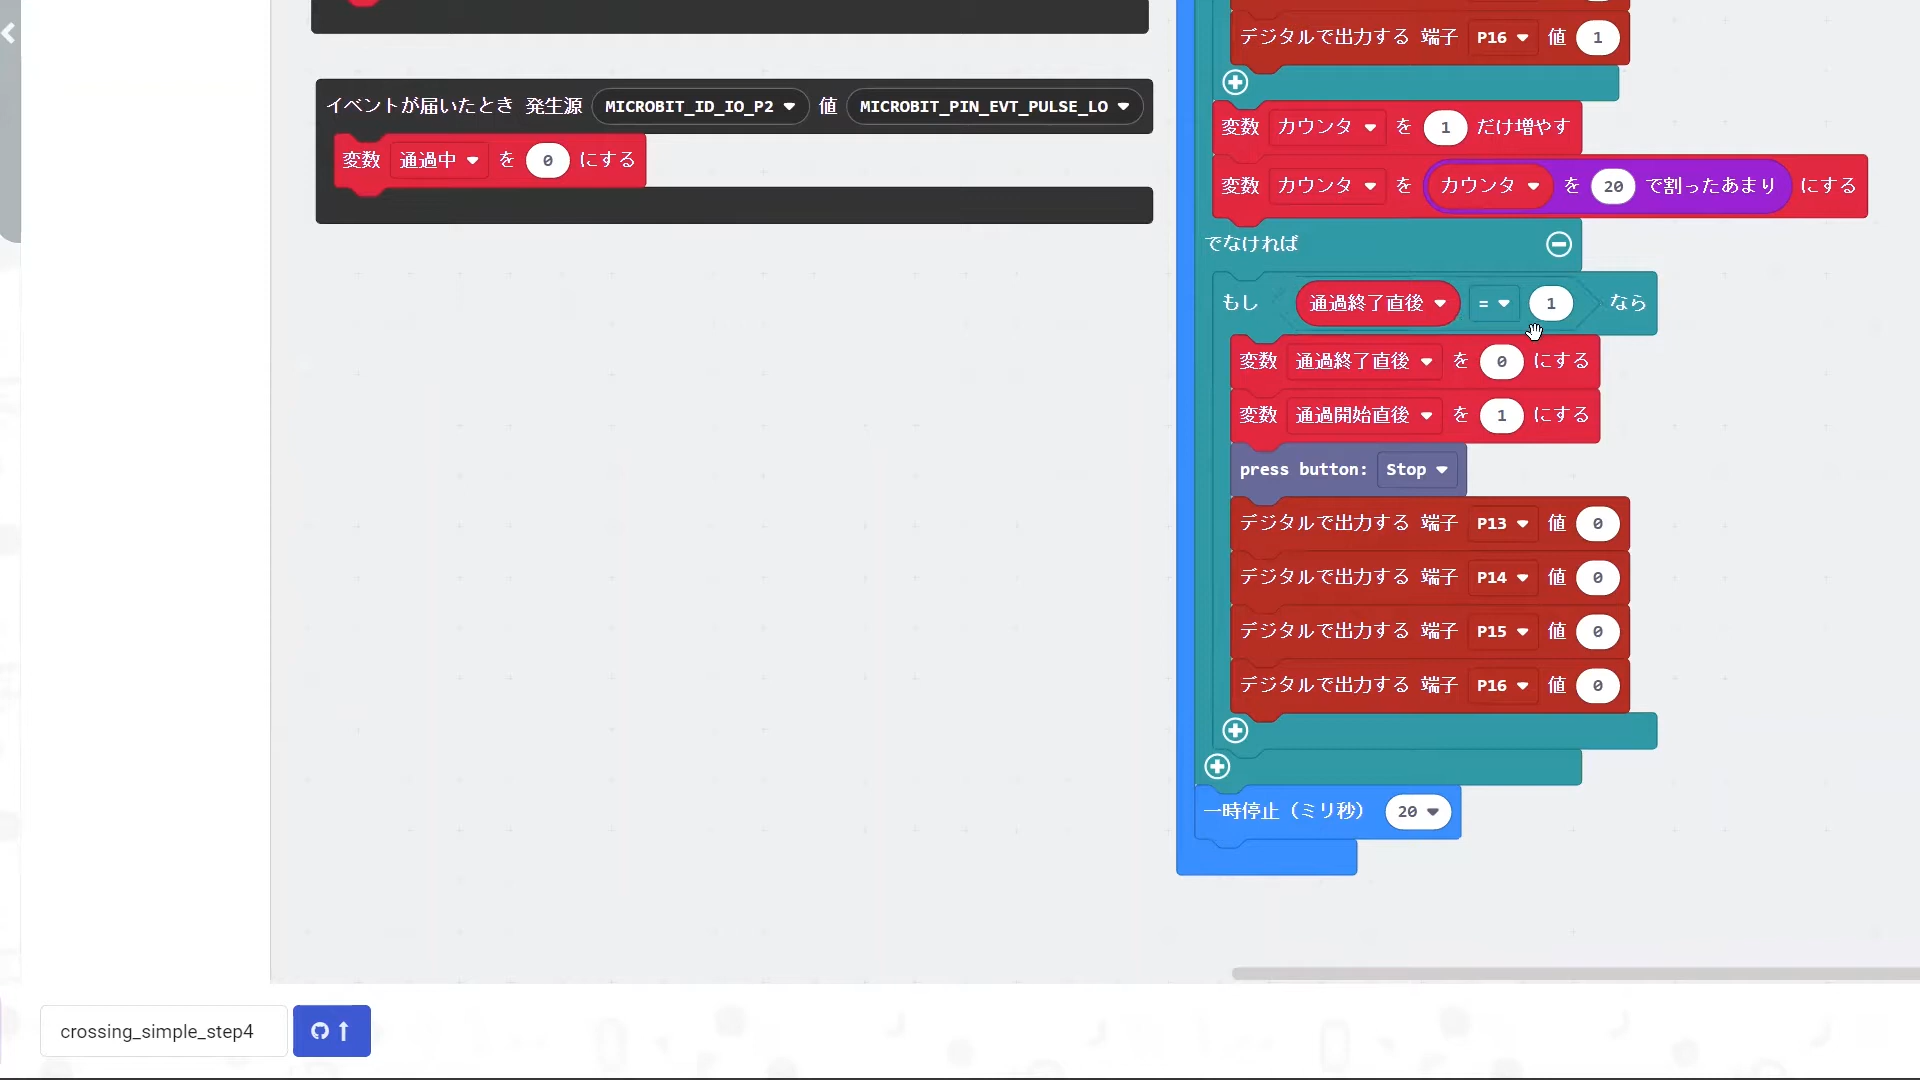 イベントが届いたとき 発生源 MICROBIT_ID_IO_P2 値 MICROBIT_PIN_EVT_PULSE_LO
変数 通過中 を 0 にする
デジタルで出力する 端子 P16 値 1
変数 カウンタ を 1 だけ増やす
変数 カウンタ を カウンタ を 20 で割ったあまり にする
でなければ
もし 通過終了直後 = 1 なら
変数 通過終了直後 を 0 にする
変数 通過開始直後 を 1 にする
press button: Stop
デジタルで出力する 端子 P13 値 0
デジタルで出力する 端子 P14 値 0
デジタルで出力する 端子 P15 値 0
デジタルで出力する 端子 P16 値 0
一時停止（ミリ秒） 20
crossing_simple_step4